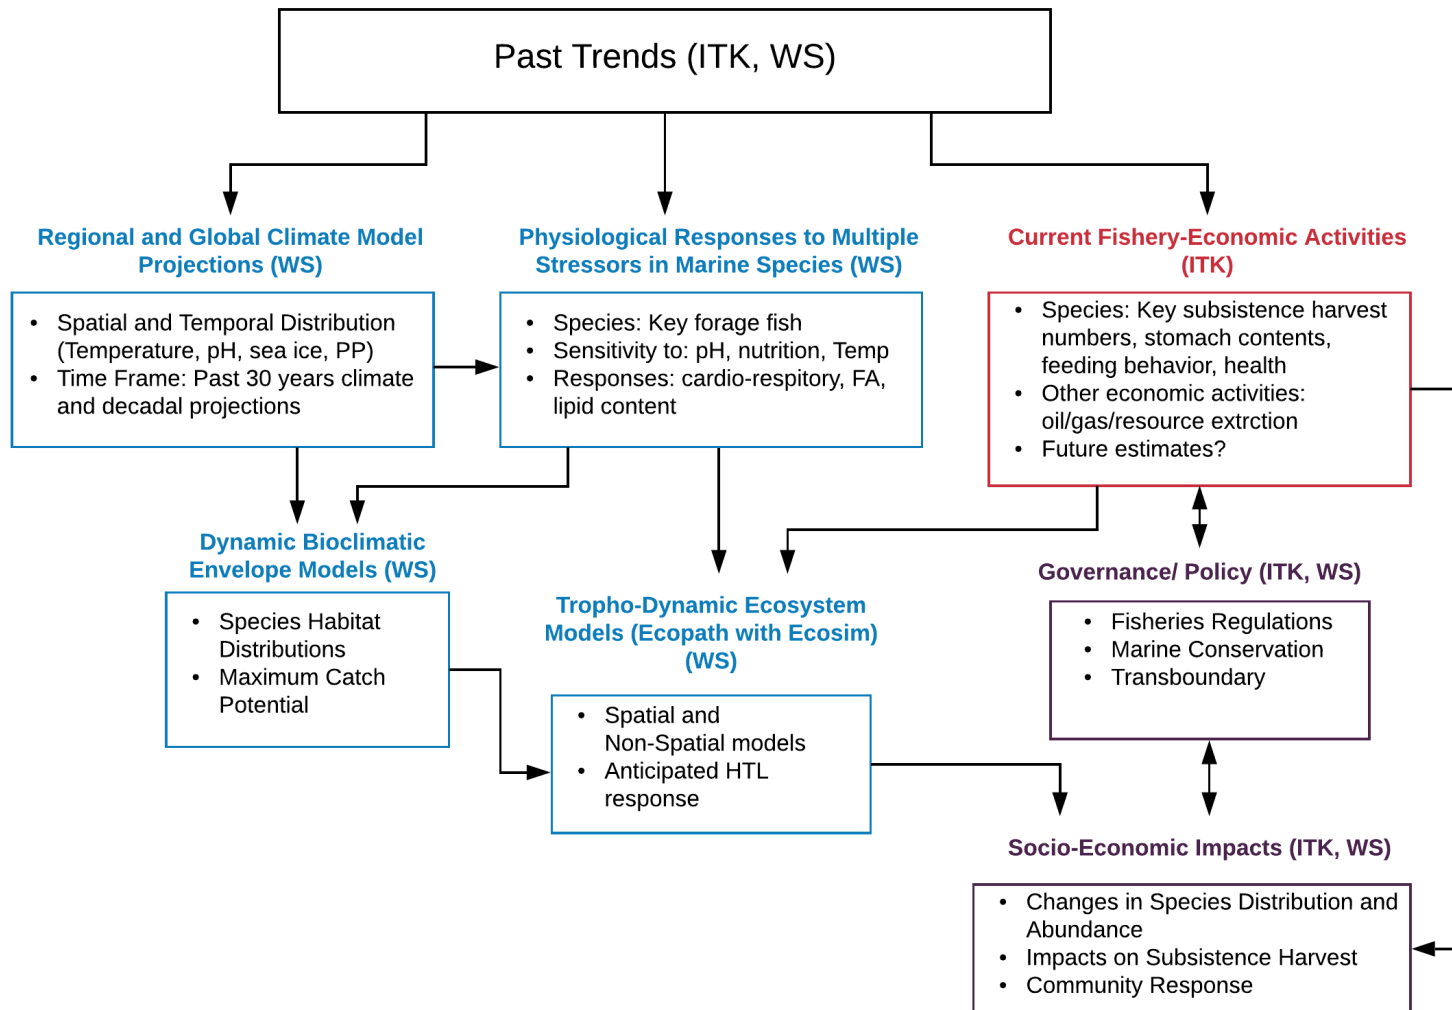 Past Trends (ITK, WS)
Regional and Global Climate Model
Projections (WS)
• Spatial and Temporal Distribution
(Temperature, pH, sea ice, PP)
• Time Frame: Past 30 years climate
and decadal projections
Physiological Responses to Multiple
Stressors in Marine Species (WS)
• Species: Key forage fish
• Sensitivity to: pH, nutrition, Temp
• Responses: cardio-respitory, FA,
lipid content
Current Fishery-Economic Activities
(ITK)
• Species: Key subsistence harvest
numbers, stomach contents,
feeding behavior, health
• Other economic activities:
oil/gas/resource extrction
• Future estimates?
Dynamic Bioclimatic
Envelope Models (WS)
• Species Habitat
Distributions
• Maximum Catch
Potential
Tropho-Dynamic Ecosystem
Models (Ecopath with Ecosim)
(WS)
• Spatial and
Non-Spatial models
• Anticipated HTL
response
Governance/ Policy (ITK, WS)
• Fisheries Regulations
• Marine Conservation
• Transboundary
Socio-Economic Impacts (ITK, WS)
• Changes in Species Distribution and
Abundance
• Impacts on Subsistence Harvest
• Community Response